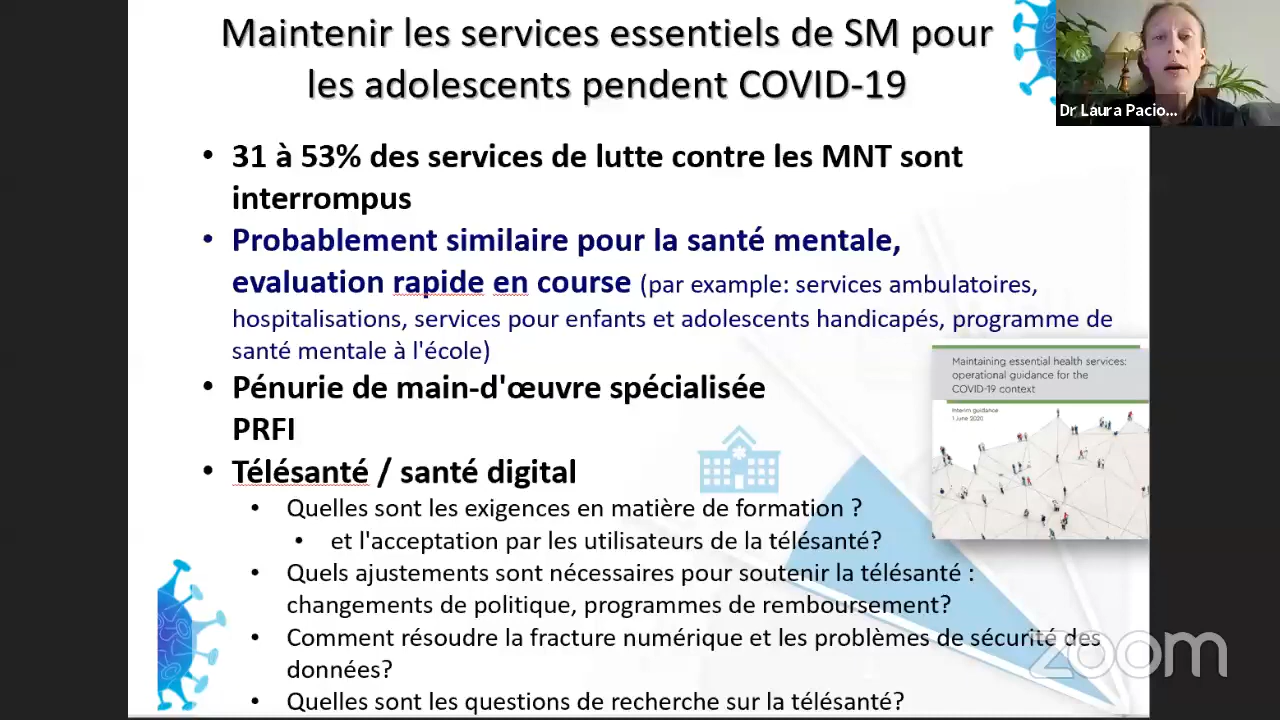 Maintenir les services essentiels de SM pour
les adolescents pendent COVID-19
Dr Laura Pacio...
• 31 à 53% des services de lutte contre les MNT sont
interrompus
• Probablement similaire pour la santé mentale,
evaluation rapide en course (par example: services ambulatoires,
hospitalisations, services pour enfants et adolescents handicapés, programme de
santé mentale à l'école)
• Pénurie de main-d'œuvre spécialisée
PRFI
• Télésanté / santé digital
• Quelles sont les exigences en matière de formation ?
• et l'acceptation par les utilisateurs de la télésanté?
• Quels ajustements sont nécessaires pour soutenir la télésanté :
changements de politique, programmes de remboursement?
• Comment résoudre la fracture numérique et les problèmes de sécurité des
données?
• Quelles sont les questions de recherche sur la télésanté?
Maintaining essential health services:
operational guidance for the
COVID-19 context
Interim guidance
1 June 2020
zoom